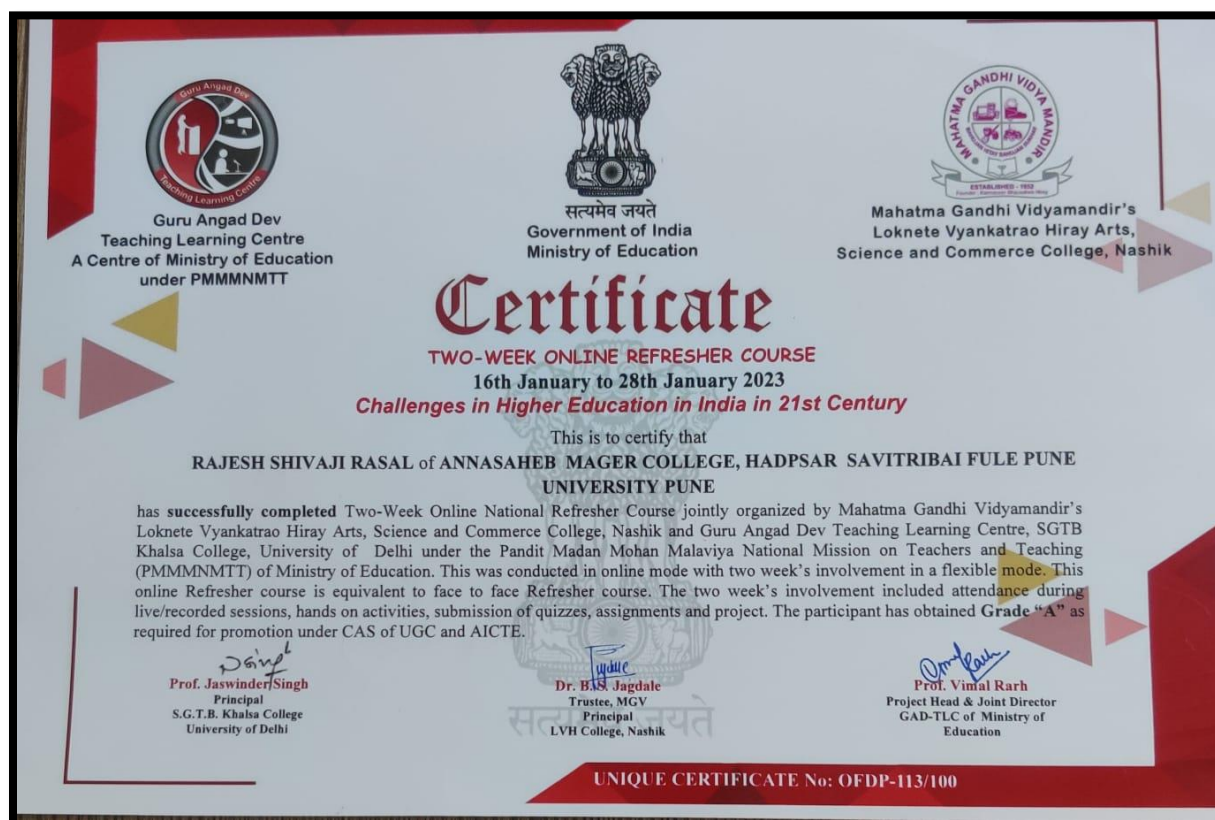 Guru Angad Dev
Teaching Learning Centre
Guru Angad Dev
Teaching Learning Centre
A Centre of Ministry of Education
under PMMMNMTT
सत्यमेव जयते
Government of India
Ministry of Education
MAHATMA GANDHI VIDYA MANDIR
ESTABLISHED - 1952
Mahatma Gandhi Vidyamandir's
Loknete Vyankatrao Hiray Arts,
Science and Commerce College, Nashik
Certificate
TWO-WEEK ONLINE REFRESHER COURSE
16th January to 28th January 2023
Challenges in Higher Education in India in 21st Century
This is to certify that
RAJESH SHIVAJI RASAL of ANNASAHEB MAGER COLLEGE, HADPSAR SAVITRIBAI FULE PUNE
UNIVERSITY PUNE
has successfully completed Two-Week Online National Refresher Course jointly organized by Mahatma Gandhi Vidyamandir's
Loknete Vyankatrao Hiray Arts, Science and Commerce College, Nashik and Guru Angad Dev Teaching Learning Centre, SGTB
Khalsa College, University of Delhi under the Pandit Madan Mohan Malaviya National Mission on Teachers and Teaching
(PMMMNMTT) of Ministry of Education. This was conducted in online mode with two week's involvement in a flexible mode. This
online Refresher course is equivalent to face to face Refresher course. The two week's involvement included attendance during
live/recorded sessions, hands on activities, submission of quizzes, assignments and project. The participant has obtained Grade "A" as
required for promotion under CAS of UGC and AICTE.
Prof. Jaswinder Singh
Principal
S.G.T.B. Khalsa College
University of Delhi
Dr. B.S. Jagdale
Trustee, MGV
Principal
LVH College, Nashik
Prof. Vimal Rarh
Project Head & Joint Director
GAD-TLC of Ministry of
Education
सत्यमेव जयते
UNIQUE CERTIFICATE No: OFDP-113/100